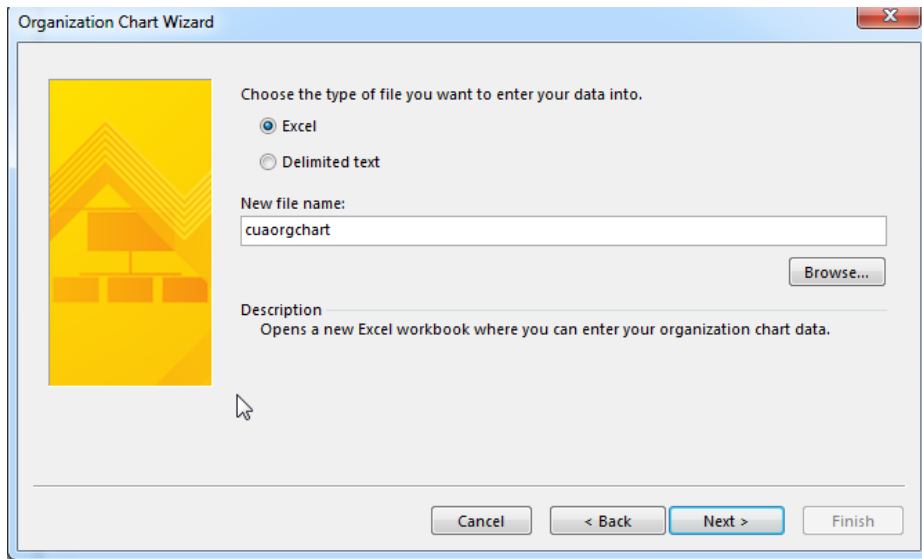 Organization Chart Wizard
Choose the type of file you want to enter your data into.
Excel
Delimited text
New file name:
cuaorgchart
Browse...
Description
Opens a new Excel workbook where you can enter your organization chart data.
Cancel
< Back
Next >
Finish